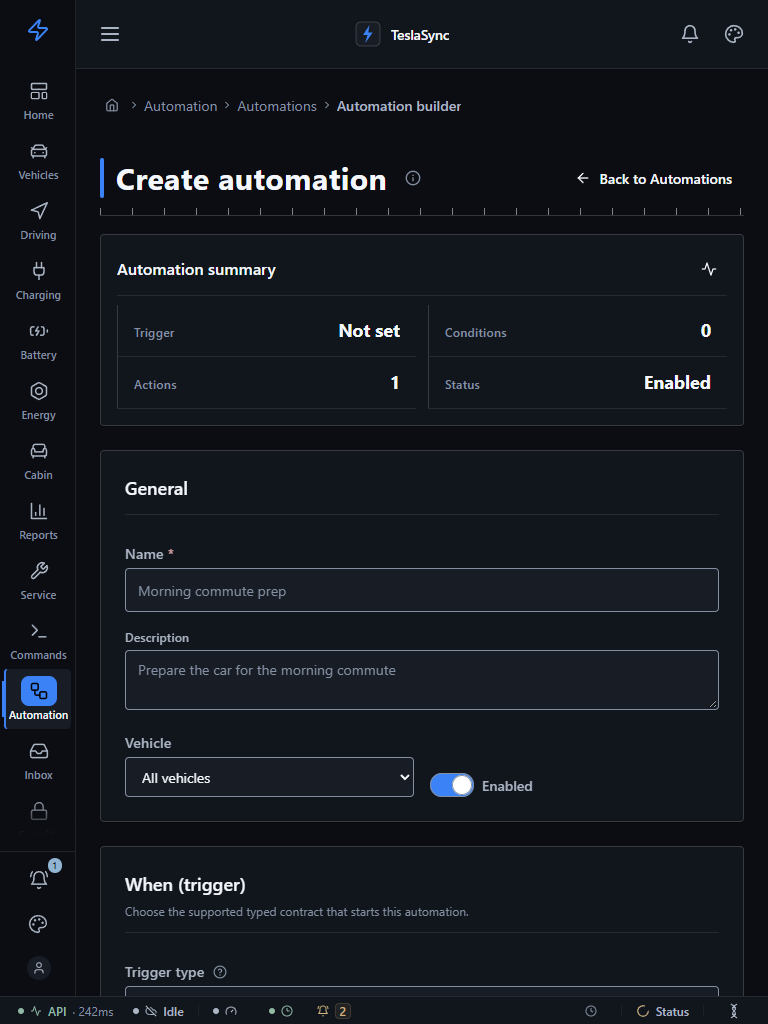 TeslaSync
Home
Vehicles
Driving
Charging
Battery
Energy
Cabin
Reports
Service
Commands
Automation
Inbox
1
Automation
Automations
Automation builder
Create automation
Back to Automations
Automation summary
Trigger
Not set
Conditions
0
Actions
1
Status
Enabled
General
Name *
Morning commute prep
Description
Prepare the car for the morning commute
Vehicle
All vehicles
Enabled
When (trigger)
Choose the supported typed contract that starts this automation.
Trigger type
API · 242ms
Idle
2
Status